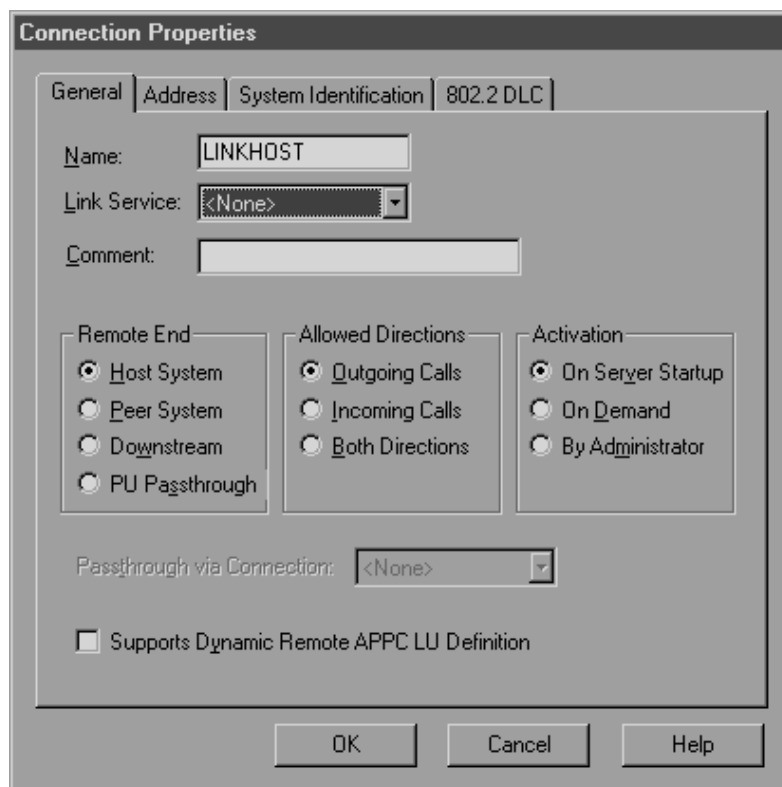 Connection Properties
General Address System Identification 802.2 DLC
Name: LINKHOST
Link Service: <None>
Comment:
Remote End Allowed Directions Activation
Host System Outgoing Calls On Server Startup
Peer System Incoming Calls On Demand
Downstream Both Directions By Administrator
PU Passthrough
Passthrough via Connection: <None>
Supports Dynamic Remote APPC LU Definition
OK Cancel Help